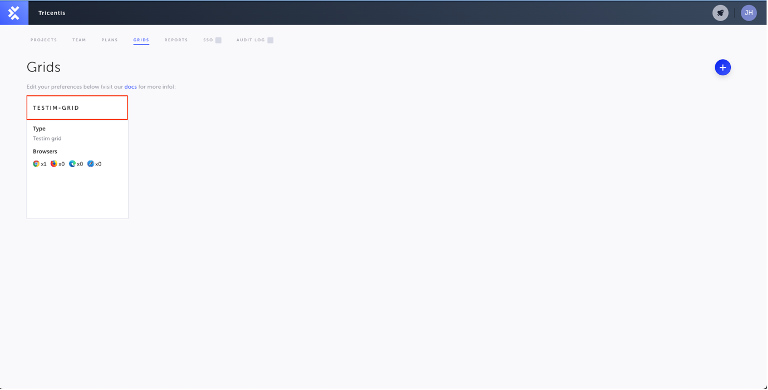 Tricentis
JH
PROJECTS TEAM PLANS GRIDS REPORTS SSO AUDIT LOG
Grids
+
Edit your preferences below (visit our docs for more info).
TESTIM-GRID
Type
Testim grid
Browsers
x1 x0 x0 x0